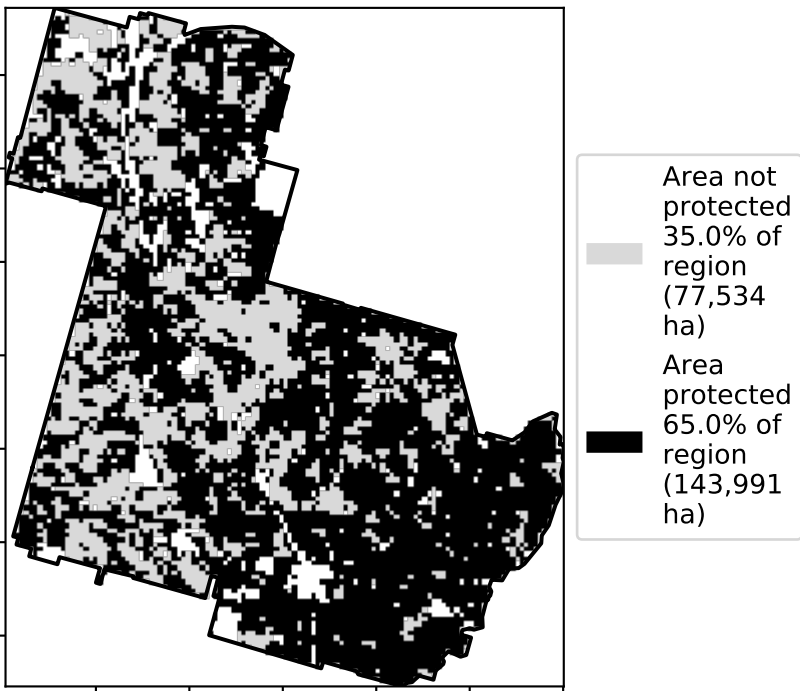 Area not
protected
35.0% of
region
(77,534
ha)
Area
protected
65.0% of
region
(143,991
ha)